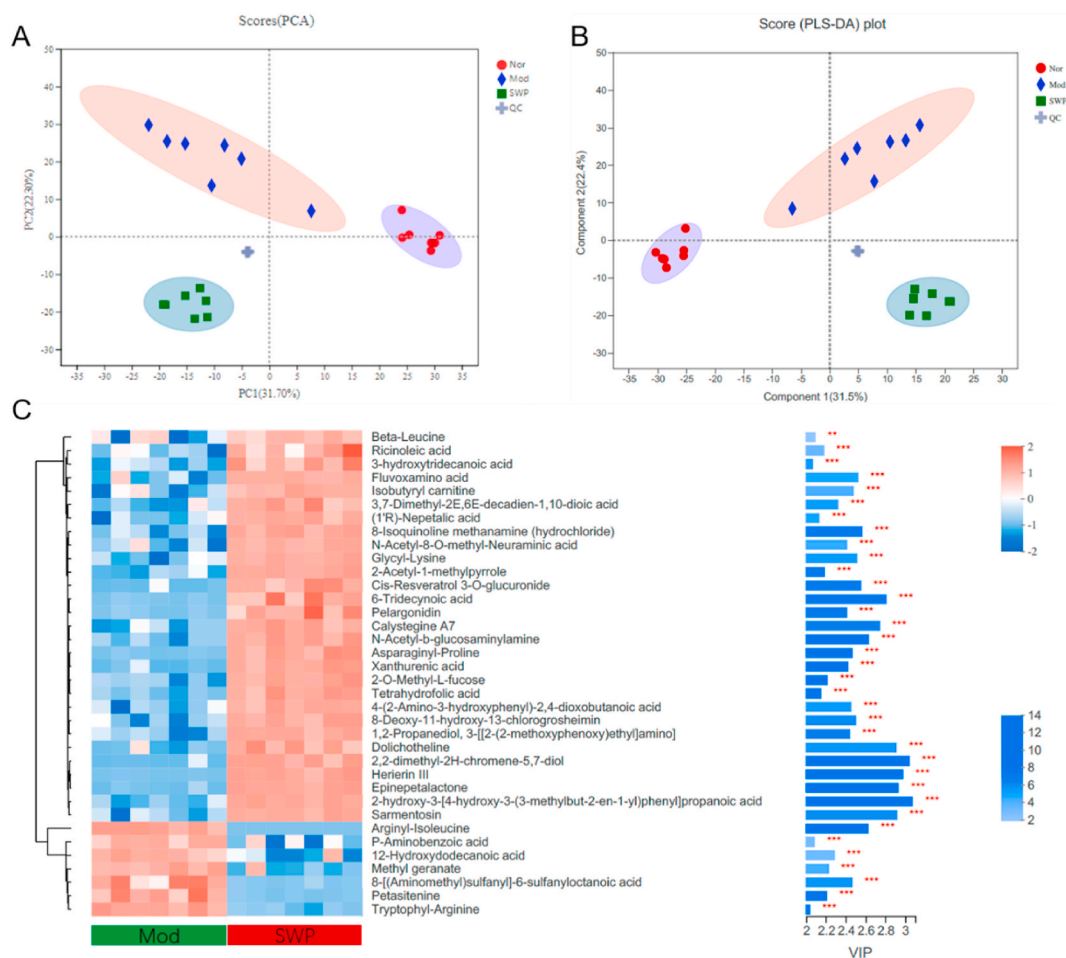 A
Scores(PCA)
PC2(22.30%)
50
40
30
20
10
0
-10
-20
-30
-35 -30 -25 -20 -15 -10 -5 0 5 10 15 20 25 30 35
PC1(31.70%)
Nor
Mod
SWP
QC
B
Score (PLS-DA) plot
Component 2(22.4%)
50
40
30
20
10
0
-10
-20
-30
-35 -30 -25 -20 -15 -10 -5 0 5 10 15 20 25 30
Component 1(31.5%)
Nor
Mod
SWP
QC
C
Beta-Leucine **
Ricinoleic acid ***
3-hydroxytridecanoic acid ***
Fluvoxamino acid ***
Isobutyryl carnitine ***
3,7-Dimethyl-2E,6E-decadien-1,10-dioic acid ***
(1'R)-Nepetalic acid ***
8-Isoquinoline methanamine (hydrochloride) ***
N-Acetyl-8-O-methyl-Neuraminic acid ***
Glycyl-Lysine ***
2-Acetyl-1-methylpyrrole ***
Cis-Resveratrol 3-O-glucuronide ***
6-Tridecynoic acid ***
Pelargonidin ***
Calystegine A7 ***
N-Acetyl-b-glucosaminylamine ***
Asparaginyl-Proline ***
Xanthurenic acid ***
2-O-Methyl-L-fucose ***
Tetrahydrofolic acid ***
4-(2-Amino-3-hydroxyphenyl)-2,4-dioxobutanoic acid ***
8-Deoxy-11-hydroxy-13-chlorogrosheimin ***
1,2-Propanediol, 3-[[2-(2-methoxyphenoxy)ethyl]amino] ***
Dolichotheline ***
2,2-dimethyl-2H-chromene-5,7-diol ***
Herierin III ***
Epinepetalactone ***
2-hydroxy-3-[4-hydroxy-3-(3-methylbut-2-en-1-yl)phenyl]propanoic acid ***
Sarmentosin ***
Arginyl-Isoleucine ***
P-Aminobenzoic acid ***
12-Hydroxydodecanoic acid ***
Methyl geranate ***
8-[(Aminomethyl)sulfanyl]-6-sulfanyloctanoic acid ***
Petasitenine ***
Tryptophyl-Arginine ***
Mod SWP
2 2.2 2.4 2.6 2.8 3
VIP
2
1
0
-1
-2
14
12
10
8
6
4
2